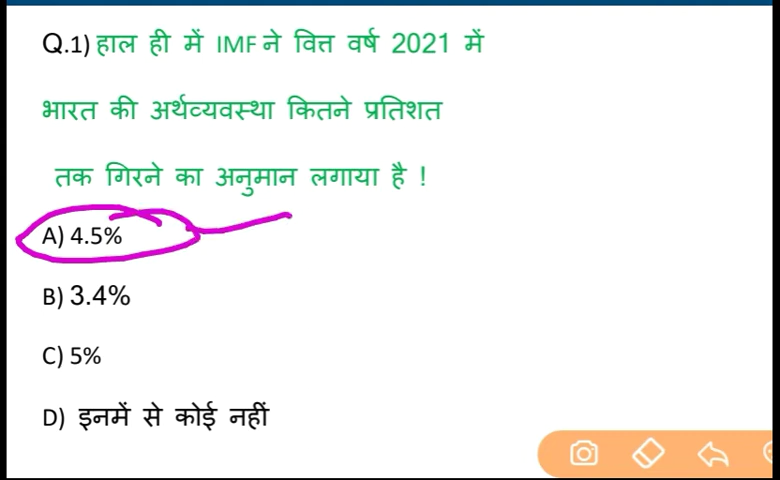 Q.1) हाल ही में IMF ने वित्त वर्ष 2021 में
भारत की अर्थव्यवस्था कितने प्रतिशत
तक गिरने का अनुमान लगाया है !
A) 4.5%
B) 3.4%
C) 5%
D) इनमें से कोई नहीं